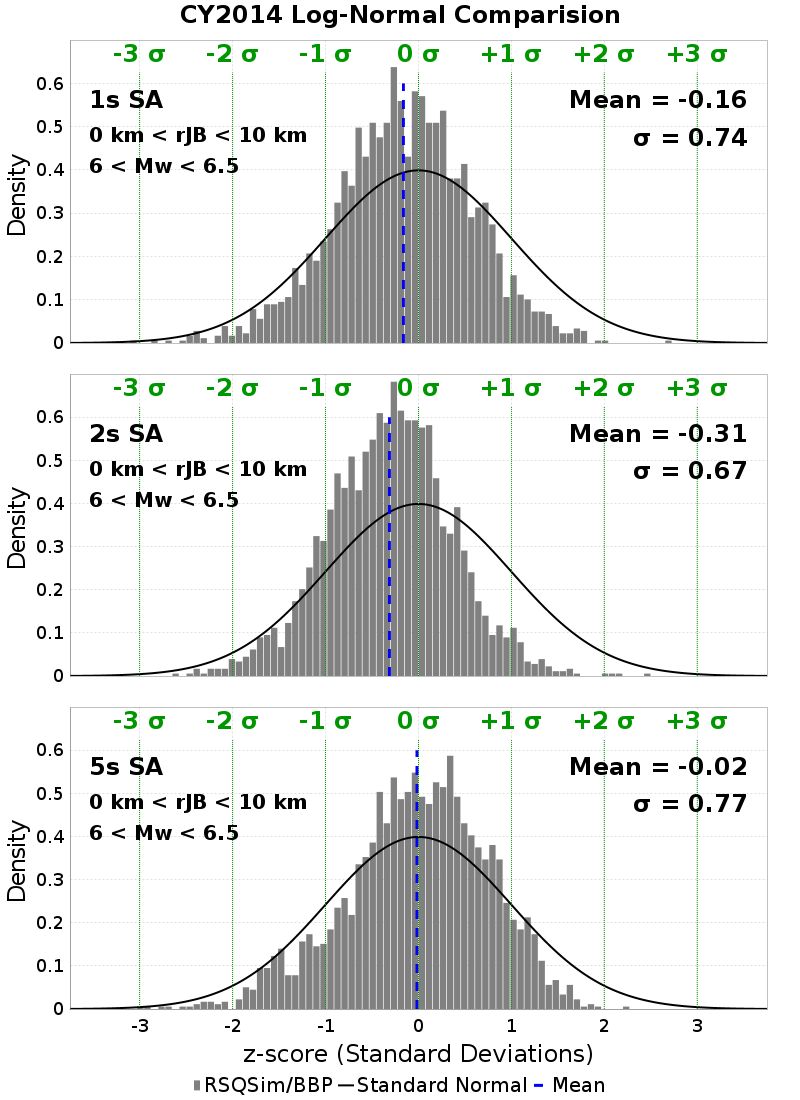 CY2014 Log-Normal Comparision
-3 σ -2 σ -1 σ 0 σ +1 σ +2 σ +3 σ
1s SA
0 km < rJB < 10 km
6 < Mw < 6.5
Mean = -0.16
σ = 0.74
0.6
0.5
0.4
0.3
0.2
0.1
0
Density
-3 σ -2 σ -1 σ 0 σ +1 σ +2 σ +3 σ
2s SA
0 km < rJB < 10 km
6 < Mw < 6.5
Mean = -0.31
σ = 0.67
0.6
0.5
0.4
0.3
0.2
0.1
0
Density
-3 σ -2 σ -1 σ 0 σ +1 σ +2 σ +3 σ
5s SA
0 km < rJB < 10 km
6 < Mw < 6.5
Mean = -0.02
σ = 0.77
0.6
0.5
0.4
0.3
0.2
0.1
0
Density
-3 -2 -1 0 1 2 3
z-score (Standard Deviations)
RSQSim/BBP Standard Normal Mean